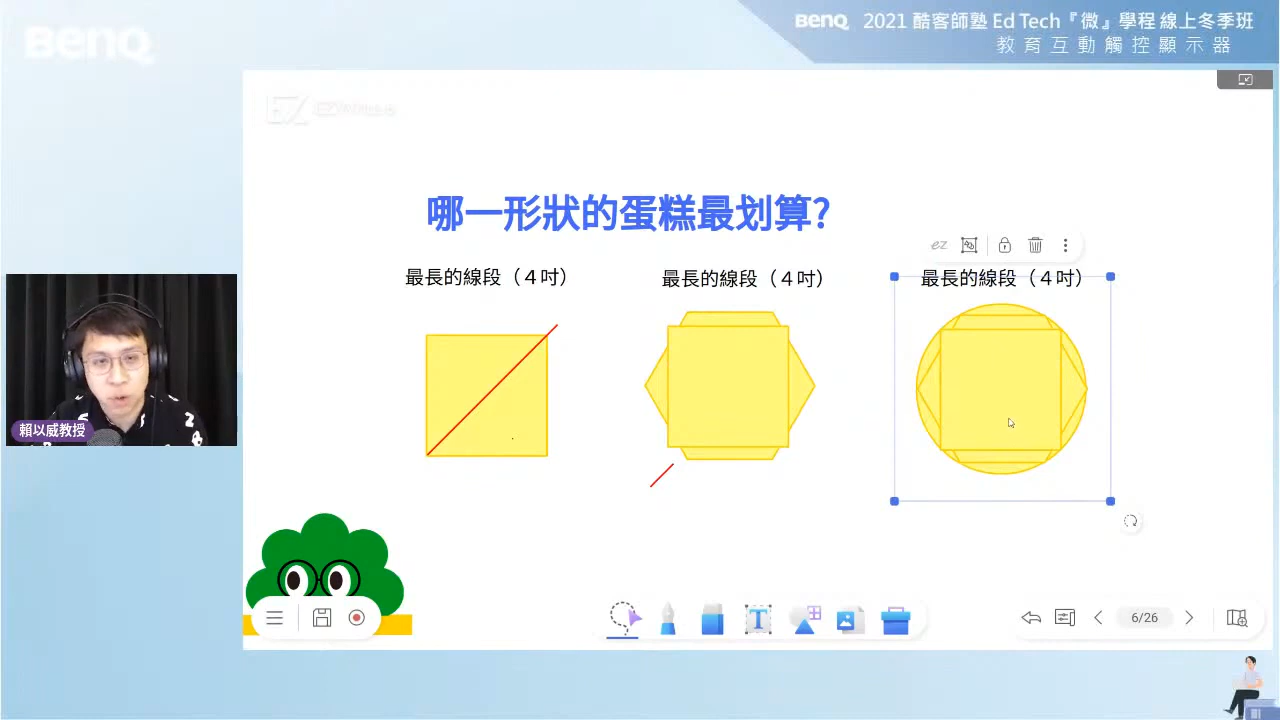 BenQ
BenQ 2021 酷客師塾 Ed Tech『微』學程 線上冬季班
教育互動觸控顯示器
哪一形狀的蛋糕最划算?
最長的線段（４吋）
最長的線段（４吋）
最長的線段（４吋）
ez
賴以威教授
T
6/26